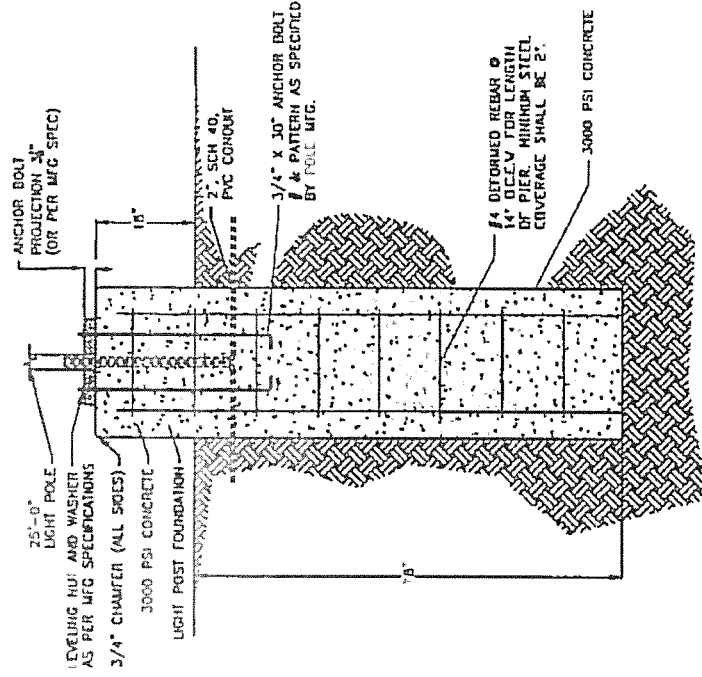 25'-0"
LIGHT POLE
LEVELING NUT AND WASHER
AS PER MFG SPECIFICATIONS
3/4" CHAMFER (ALL SIDES)
3000 PSI CONCRETE
LIGHT POST FOUNDATION
ANCHOR BOLT
PROJECTION
(OR PER MFG SPEC)
18"
2", SCH 40,
PVC CONDUIT
3/4" X 30" ANCHOR BOLT
# & PATTERN AS SPECIFIED
BY POLE MFG.
#4 DEFORMED REBAR @
14" O.C.E.W FOR LENGTH
OF PIER. MINIMUM STEEL
COVERAGE SHALL BE 2".
3000 PSI CONCRETE